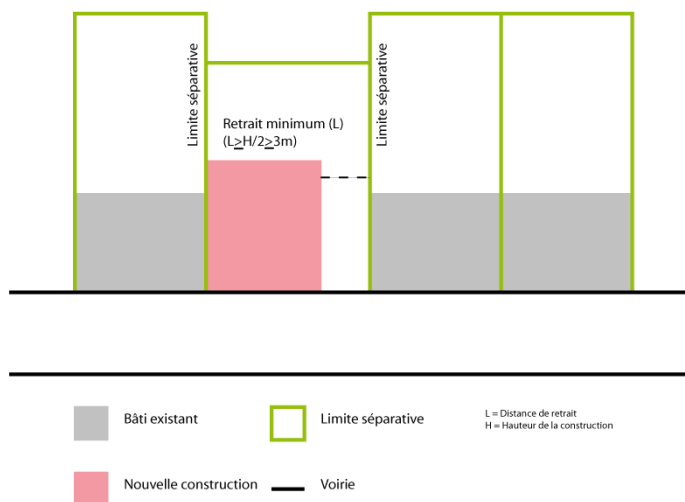 Limite séparative
Limite séparative
Retrait minimum (L)
(L≥H/2≥3m)
Bâti existant
Limite séparative
L = Distance de retrait
H = Hauteur de la construction
Nouvelle construction
Voirie